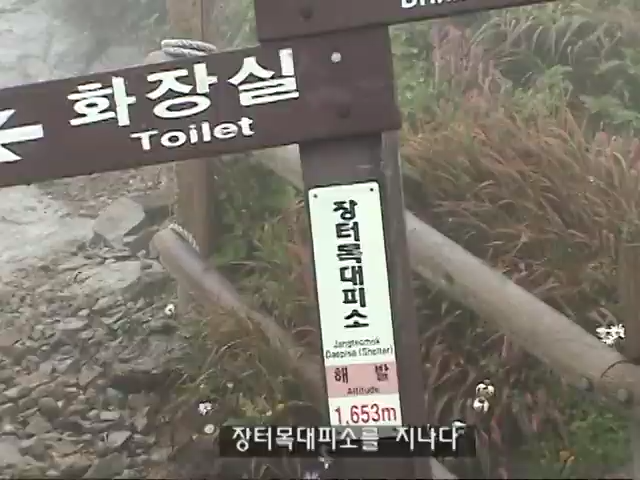 화장실
Toilet
장터목대피소
Jangteomok
Daepiso (Shelter)
해 발
Altitude
1,653m
장터목대피소를 지나다